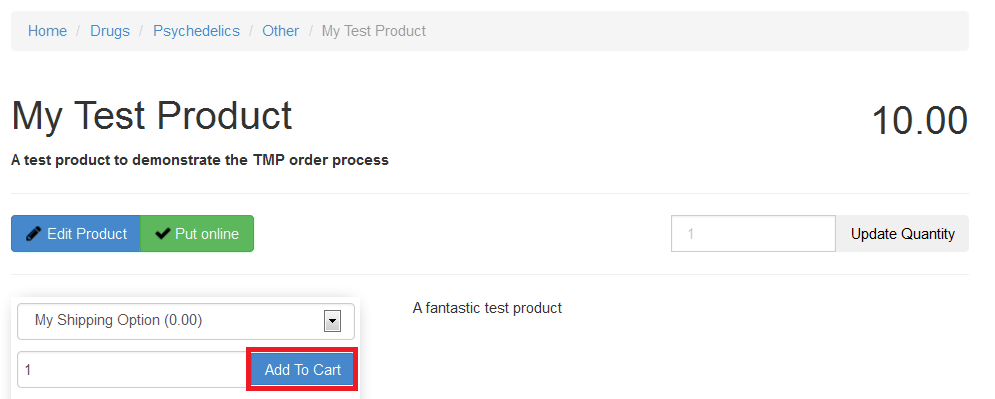 Home / Drugs / Psychedelics / Other / My Test Product
My Test Product
10.00
A test product to demonstrate the TMP order process
Edit Product
Put online
1
Update Quantity
My Shipping Option (0.00)
A fantastic test product
1
Add To Cart